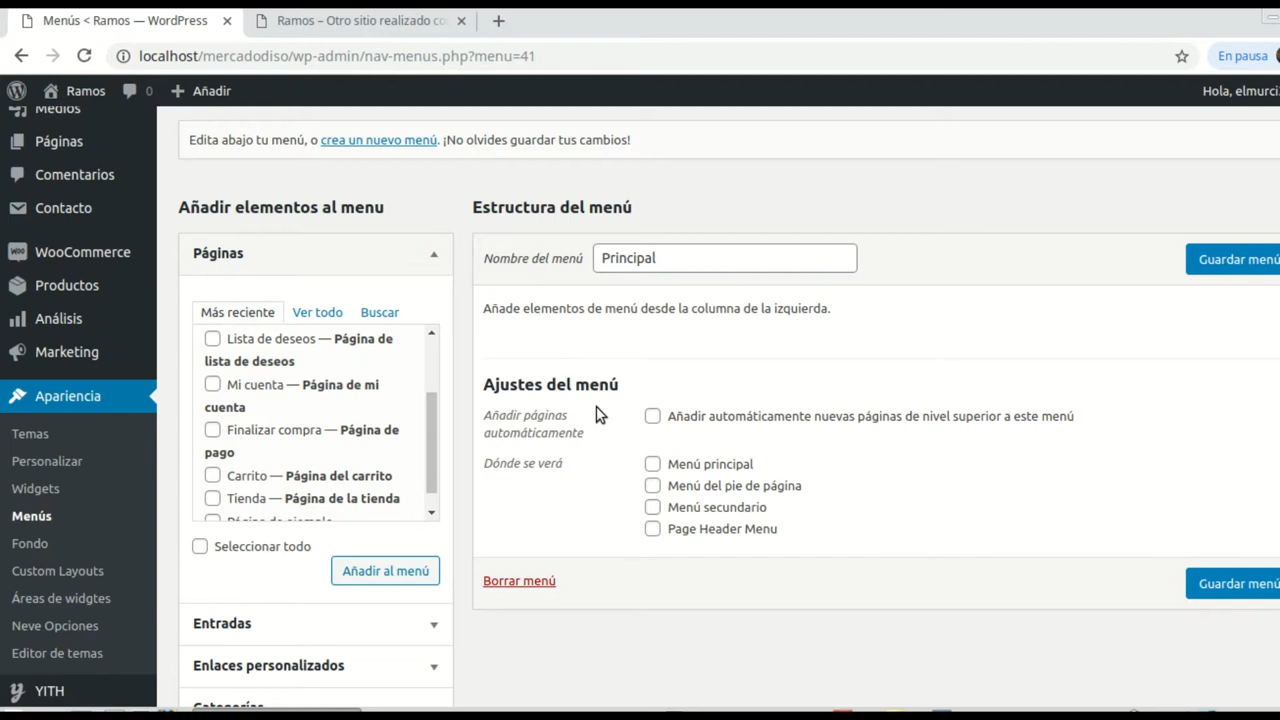 Menús < Ramos — WordPress
Ramos – Otro sitio realizado co
localhost/mercadodiso/wp-admin/nav-menus.php?menu=41
En pausa
Ramos
0
Añadir
Hola, elmurci
Medios
Páginas
Comentarios
Contacto
WooCommerce
Productos
Análisis
Marketing
Apariencia
Temas
Personalizar
Widgets
Menús
Fondo
Custom Layouts
Áreas de widgtes
Neve Opciones
Editor de temas
YITH
Edita abajo tu menú, o crea un nuevo menú. ¡No olvides guardar tus cambios!
Añadir elementos al menu
Páginas
Más reciente Ver todo Buscar
Lista de deseos — Página de
lista de deseos
Mi cuenta — Página de mi
cuenta
Finalizar compra — Página de
pago
Carrito — Página del carrito
Tienda — Página de la tienda
Página de ejemplo
Seleccionar todo
Añadir al menú
Entradas
Enlaces personalizados
Categorías
Estructura del menú
Nombre del menú Principal
Guardar menú
Añade elementos de menú desde la columna de la izquierda.
Ajustes del menú
Añadir páginas
automáticamente
Añadir automáticamente nuevas páginas de nivel superior a este menú
Dónde se verá
Menú principal
Menú del pie de página
Menú secundario
Page Header Menu
Borrar menú
Guardar menú